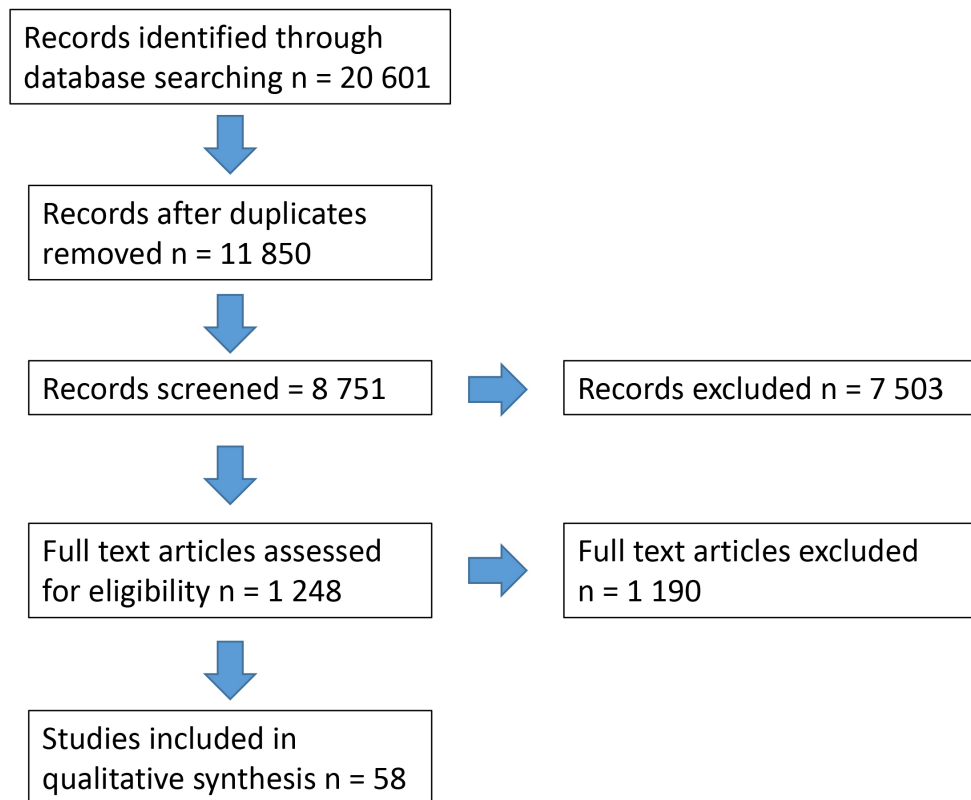 Records identified through
database searching n = 20 601
Records after duplicates
removed n = 11 850
Records screened = 8 751
Records excluded n = 7 503
Full text articles assessed
for eligibility n = 1 248
Full text articles excluded
n = 1 190
Studies included in
qualitative synthesis n = 58